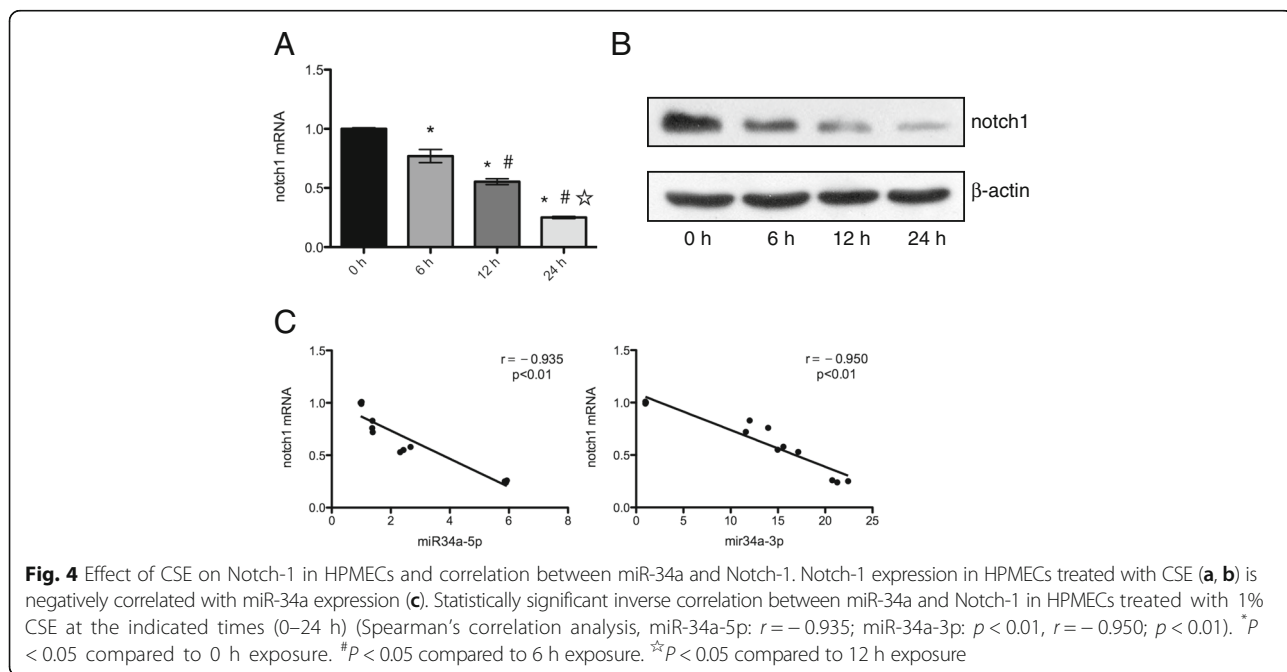 A
1.5
1.0
0.5
0.0
notch1 mRNA
*
* #
* # ☆
0 h
6 h
12 h
24 h
B
notch1
β-actin
0 h 6 h 12 h 24 h
C
1.5
1.0
0.5
0.0
notch1 mRNA
r = − 0.935
p<0.01
0 2 4 6 8
miR34a-5p
1.5
1.0
0.5
0.0
notch1 mRNA
r = − 0.950
p<0.01
0 5 10 15 20 25
mir34a-3p
Fig. 4 Effect of CSE on Notch-1 in HPMECs and correlation between miR-34a and Notch-1. Notch-1 expression in HPMECs treated with CSE (a, b) is
negatively correlated with miR-34a expression (c). Statistically significant inverse correlation between miR-34a and Notch-1 in HPMECs treated with 1%
CSE at the indicated times (0–24 h) (Spearman's correlation analysis, miR-34a-5p: r = − 0.935; miR-34a-3p: p < 0.01, r = − 0.950; p < 0.01). *P
< 0.05 compared to 0 h exposure. #P < 0.05 compared to 6 h exposure. ☆P < 0.05 compared to 12 h exposure